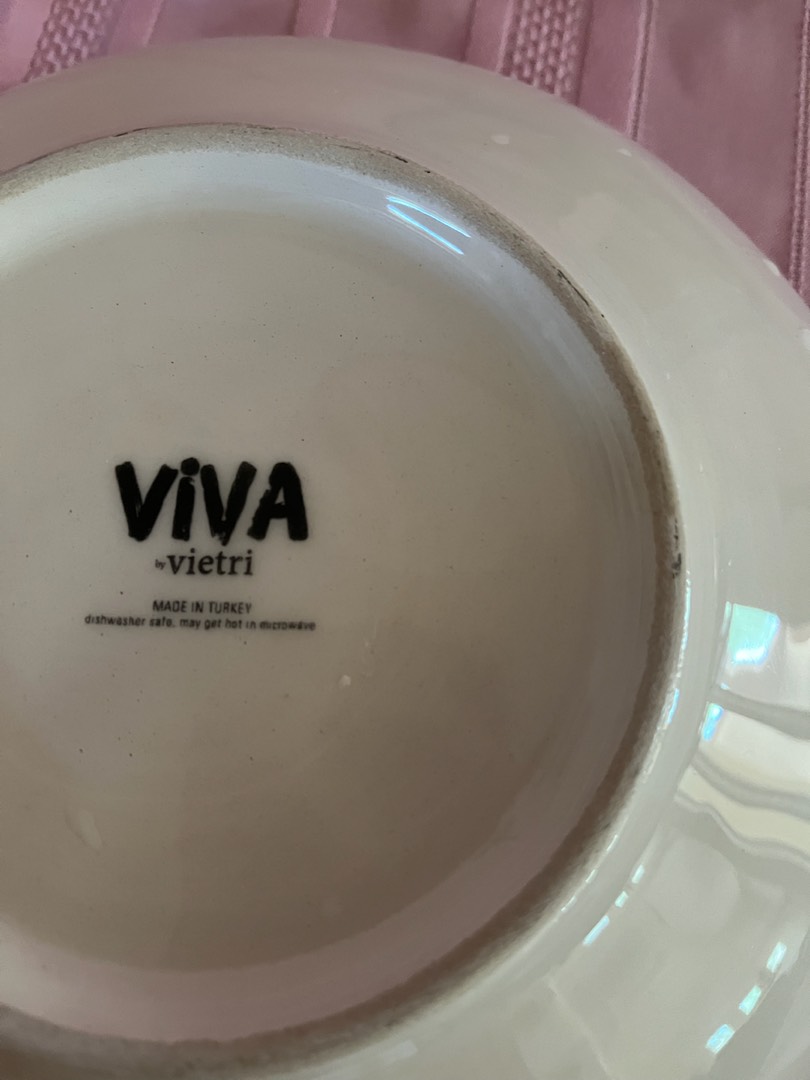 ViVA
by vietri
MADE IN TURKEY
dishwasher safe, may get hot in microwave